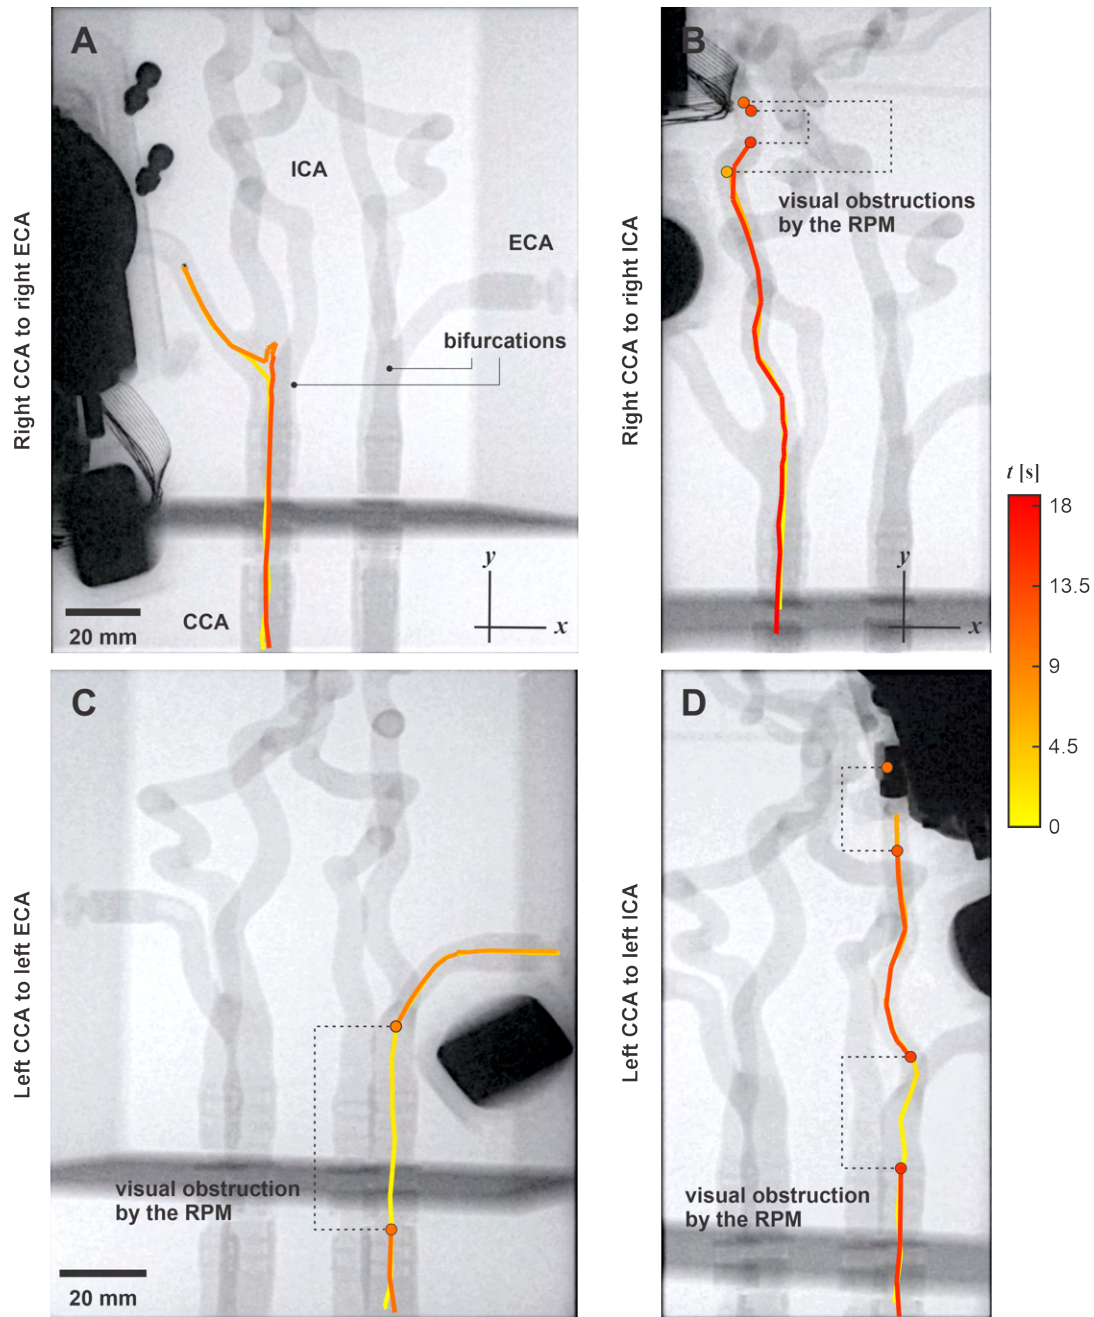 A
B
ICA
ECA
visual obstructions
by the RPM
bifurcations
Right CCA to right ECA
Right CCA to right ICA
t [s]
18
13.5
9
4.5
0
y
x
CCA
20 mm
y
x
C
D
Left CCA to left ECA
Left CCA to left ICA
visual obstruction
by the RPM
visual obstruction
by the RPM
20 mm